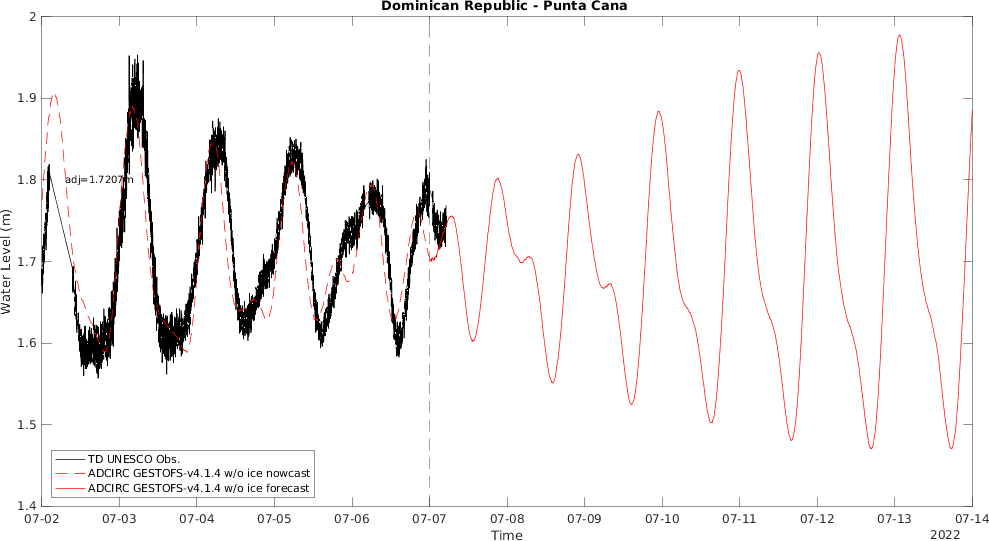 Dominican Republic - Punta Cana
2
1.9
1.8
1.7
1.6
1.5
1.4
Water Level (m)
adj=1.7207m
TD UNESCO Obs.
ADCIRC GESTOFS-v4.1.4 w/o ice nowcast
ADCIRC GESTOFS-v4.1.4 w/o ice forecast
07-02 07-03 07-04 07-05 07-06 07-07 07-08 07-09 07-10 07-11 07-12 07-13 07-14
Time
2022